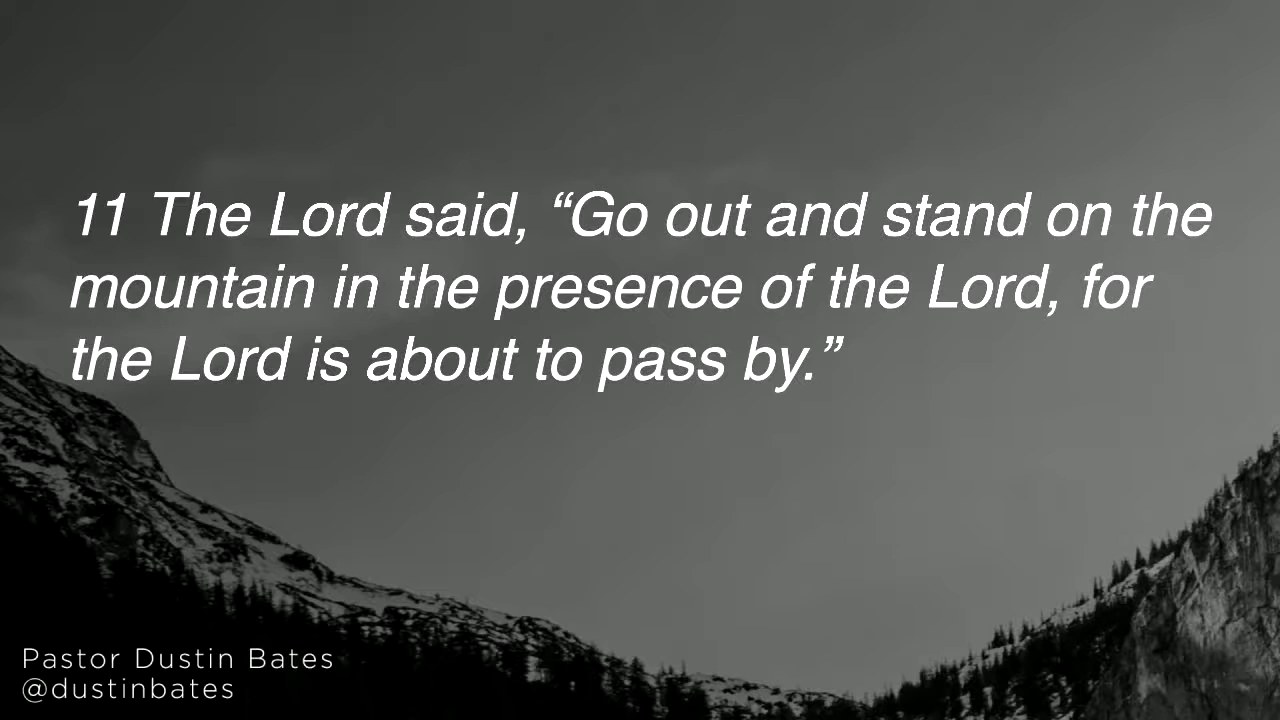 11 The Lord said, “Go out and stand on the
mountain in the presence of the Lord, for
the Lord is about to pass by.”
Pastor Dustin Bates
@dustinbates